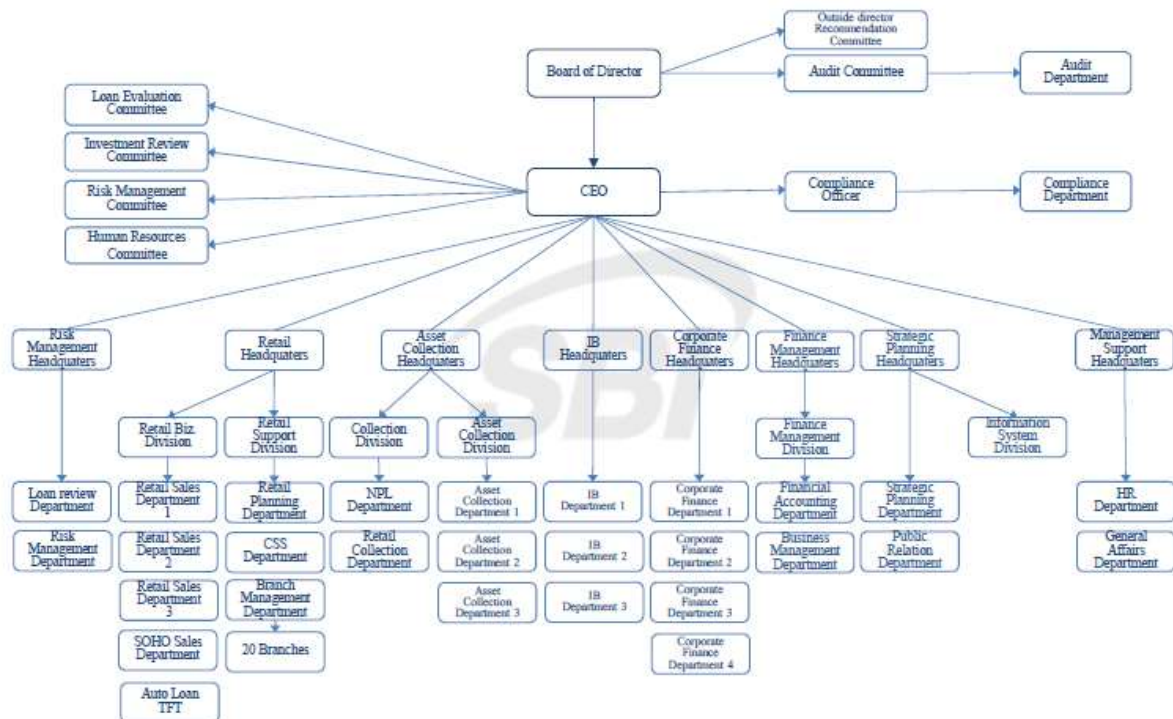 Outside director
Recommendation
Committee
Board of Director
Audit Committee
Audit
Department
Loan Evaluation
Committee
Investment Review
Committee
Risk Management
Committee
Human Resources
Committee
CEO
Compliance
Officer
Compliance
Department
SBI
Risk
Management
Headquaters
Retail
Headquaters
Asset
Collection
Headquaters
IB
Headquaters
Corporate
Finance
Headquaters
Finance
Management
Headquaters
Strategic
Planning
Headquaters
Management
Support
Headquaters
Retail Biz.
Division
Retail
Support
Division
Collection
Division
Asset
Collection
Division
Finance
Management
Division
Information
System
Division
Loan review
Department
Retail Sales
Department
1
Retail
Planning
Department
NPL
Department
Asset
Collection
Department 1
IB
Department 1
Corporate
Finance
Department 1
Financial
Accounting
Department
Strategic
Planning
Department
HR
Department
Risk
Management
Department
Retail Sales
Department
2
CSS
Department
Retail
Collection
Department
Asset
Collection
Department 2
IB
Department 2
Corporate
Finance
Department 2
Business
Management
Department
Public
Relation
Department
General
Affairs
Department
Retail Sales
Department
3
Branch
Management
Department
Asset
Collection
Department 3
IB
Department 3
Corporate
Finance
Department 3
SOHO Sales
Department
20 Branches
Corporate
Finance
Department 4
Auto Loan
TFT